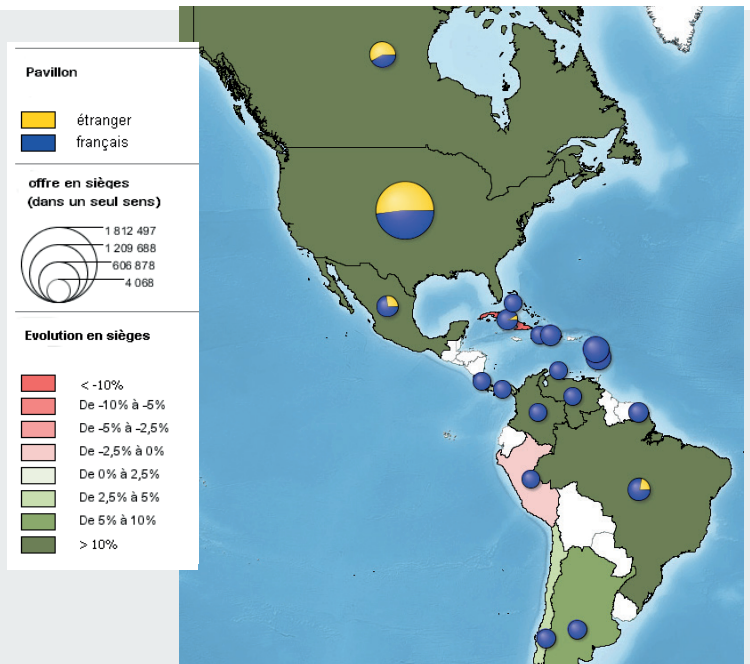 Pavillon
étranger
français
offre en sièges
(dans un seul sens)
1 812 497
1 209 688
606 878
4 068
Evolution en sièges
< -10%
De -10% à -5%
De -5% à -2,5%
De -2,5% à 0%
De 0% à 2,5%
De 2,5% à 5%
De 5% à 10%
> 10%